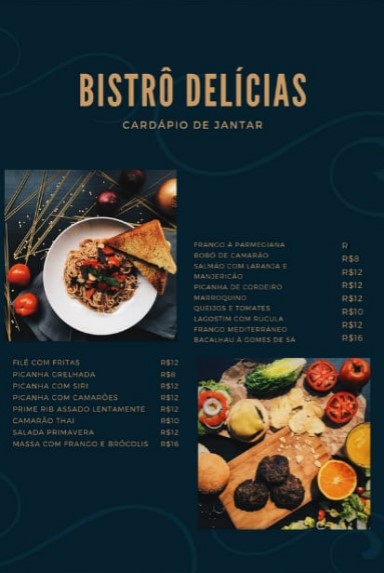 BISTRÔ DELÍCIAS
CARDÁPIO DE JANTAR
FRANGO À PARMEGIANA R
BOBÓ DE CAMARÃO R$8
SALMÃO COM LARANJA E
MANJERICÃO R$12
PICANHA DE CORDEIRO R$12
MARROQUINO R$12
QUEIJOS E TOMATES R$10
LAGOSTIM COM RÚCULA
FRANGO MEDITERRÂNEO R$12
BACALHAU À GOMES DE SA R$16
FILÉ COM FRITAS R$12
PICANHA GRELHADA R$8
PICANHA COM SIRI R$12
PICANHA COM CAMARÕES R$12
PRIME RIB ASSADO LENTAMENTE R$12
CAMARÃO THAI R$10
SALADA PRIMAVERA R$12
MASSA COM FRANGO E BRÓCOLIS R$16